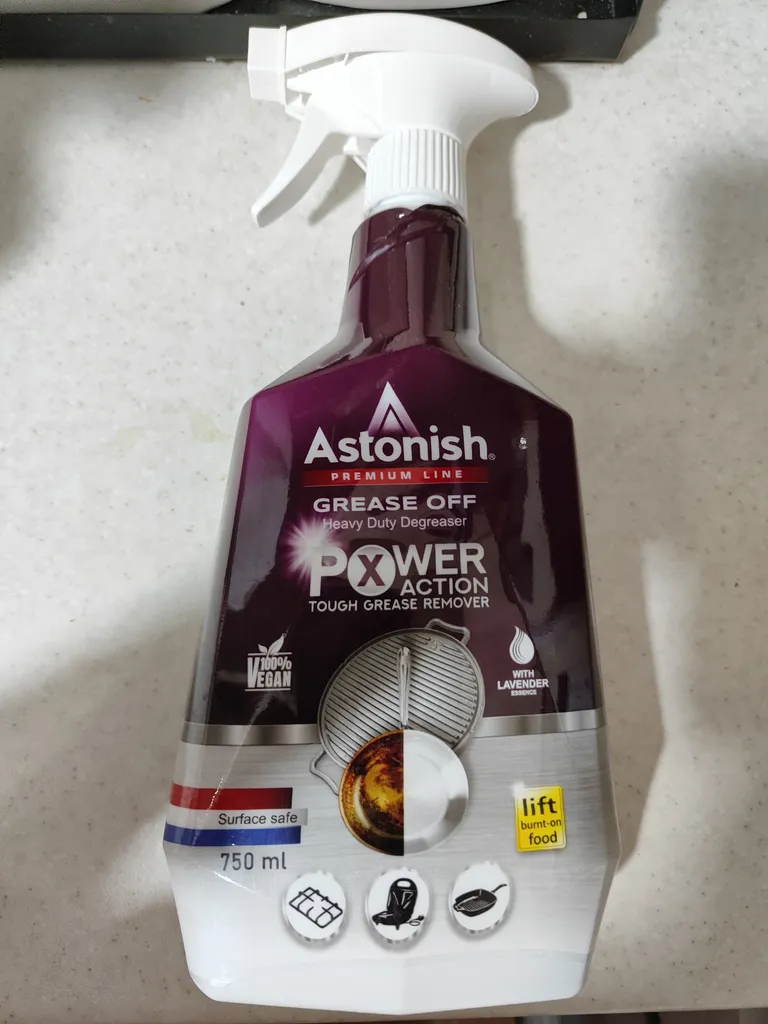 Astonish®
PREMIUM LINE
GREASE OFF
Heavy Duty Degreaser
POWER
X
ACTION
TOUGH GREASE REMOVER
100%
VEGAN
WITH
LAVENDER
ESSENCE
Surface safe
750 ml
lift
burnt-on
food